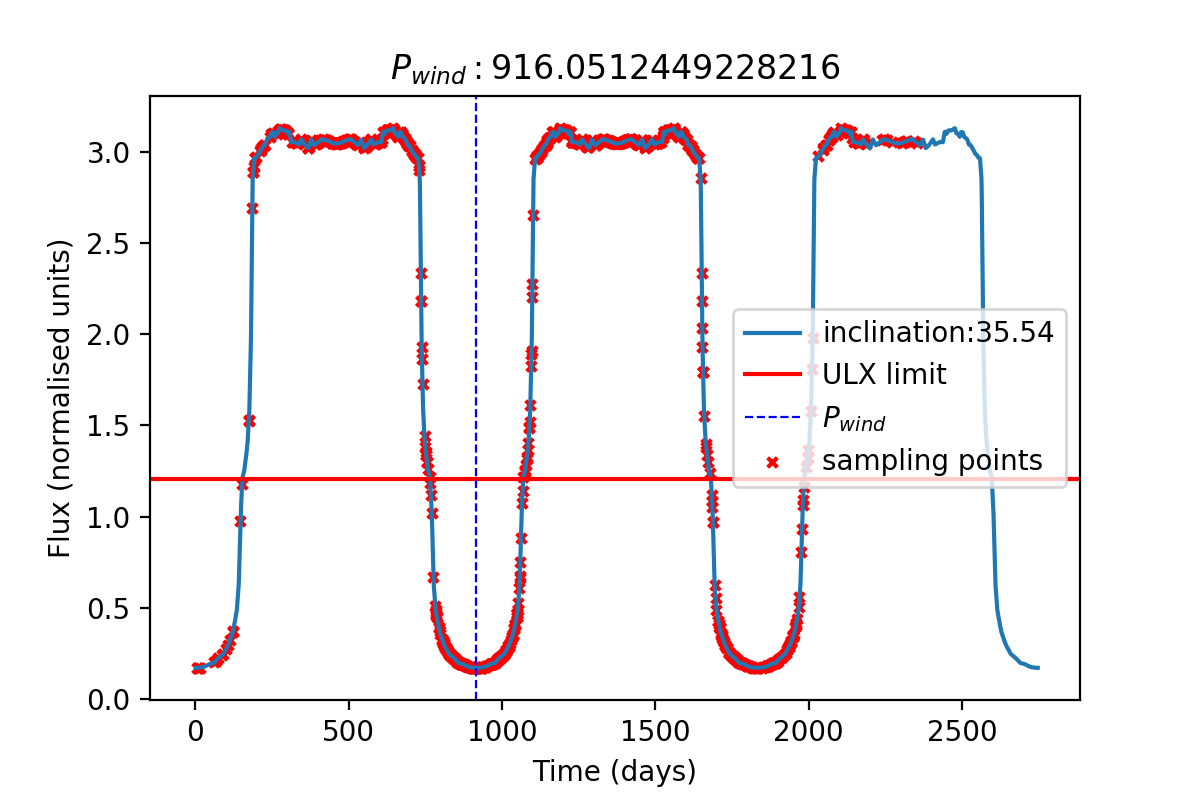 P_wind : 916.0512449228216
Flux (normalised units)
3.0
2.5
2.0
1.5
1.0
0.5
0.0
inclination:35.54
ULX limit
P_wind
sampling points
0 500 1000 1500 2000 2500
Time (days)